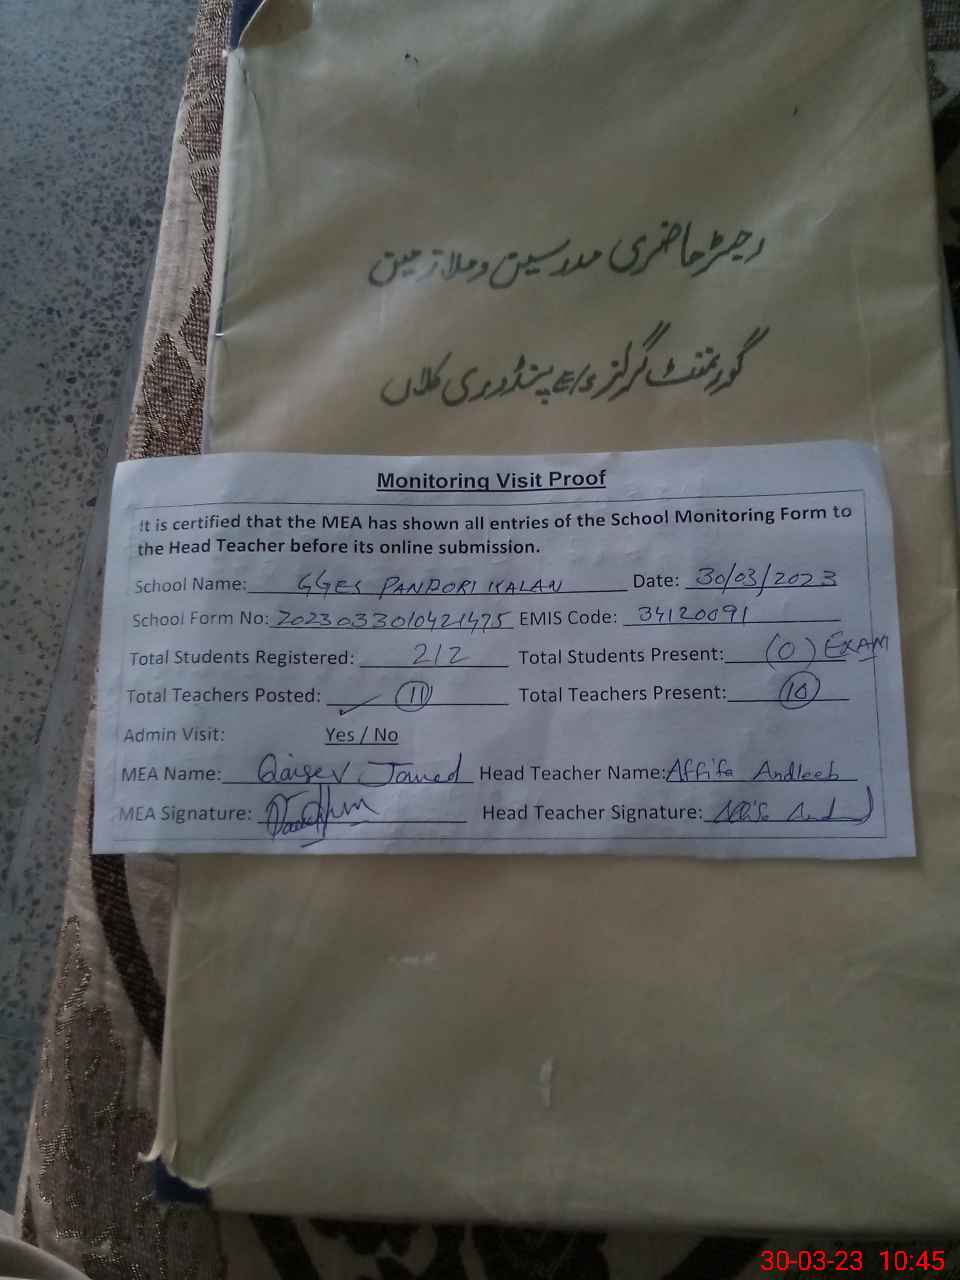 رجسٹر حاضری مدرسین و ملازمین
گورنمنٹ گرلز ای/ایس پنڈوری کلاں
Monitoring Visit Proof
It is certified that the MEA has shown all entries of the School Monitoring Form to
the Head Teacher before its online submission.
School Name: GGES PANDORI KALAN Date: 30/03/2023
School Form No: 2023033010421475 EMIS Code: 34120091
Total Students Registered: 212 Total Students Present: (0) EXAM
Total Teachers Posted: ✓ 11 Total Teachers Present: 10
Admin Visit: Yes / No
MEA Name: Qaiser Javed Head Teacher Name: Affifa Andleeb
MEA Signature: Head Teacher Signature:
30-03-23 10:45